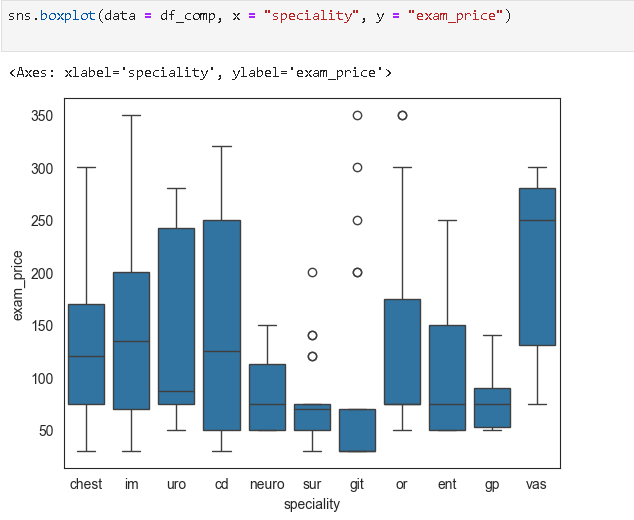 sns.boxplot(data = df_comp, x = "speciality", y = "exam_price")
<Axes: xlabel='speciality', ylabel='exam_price'>
350
300
250
200
150
100
50
exam_price
chest im uro cd neuro sur git or ent gp vas
speciality